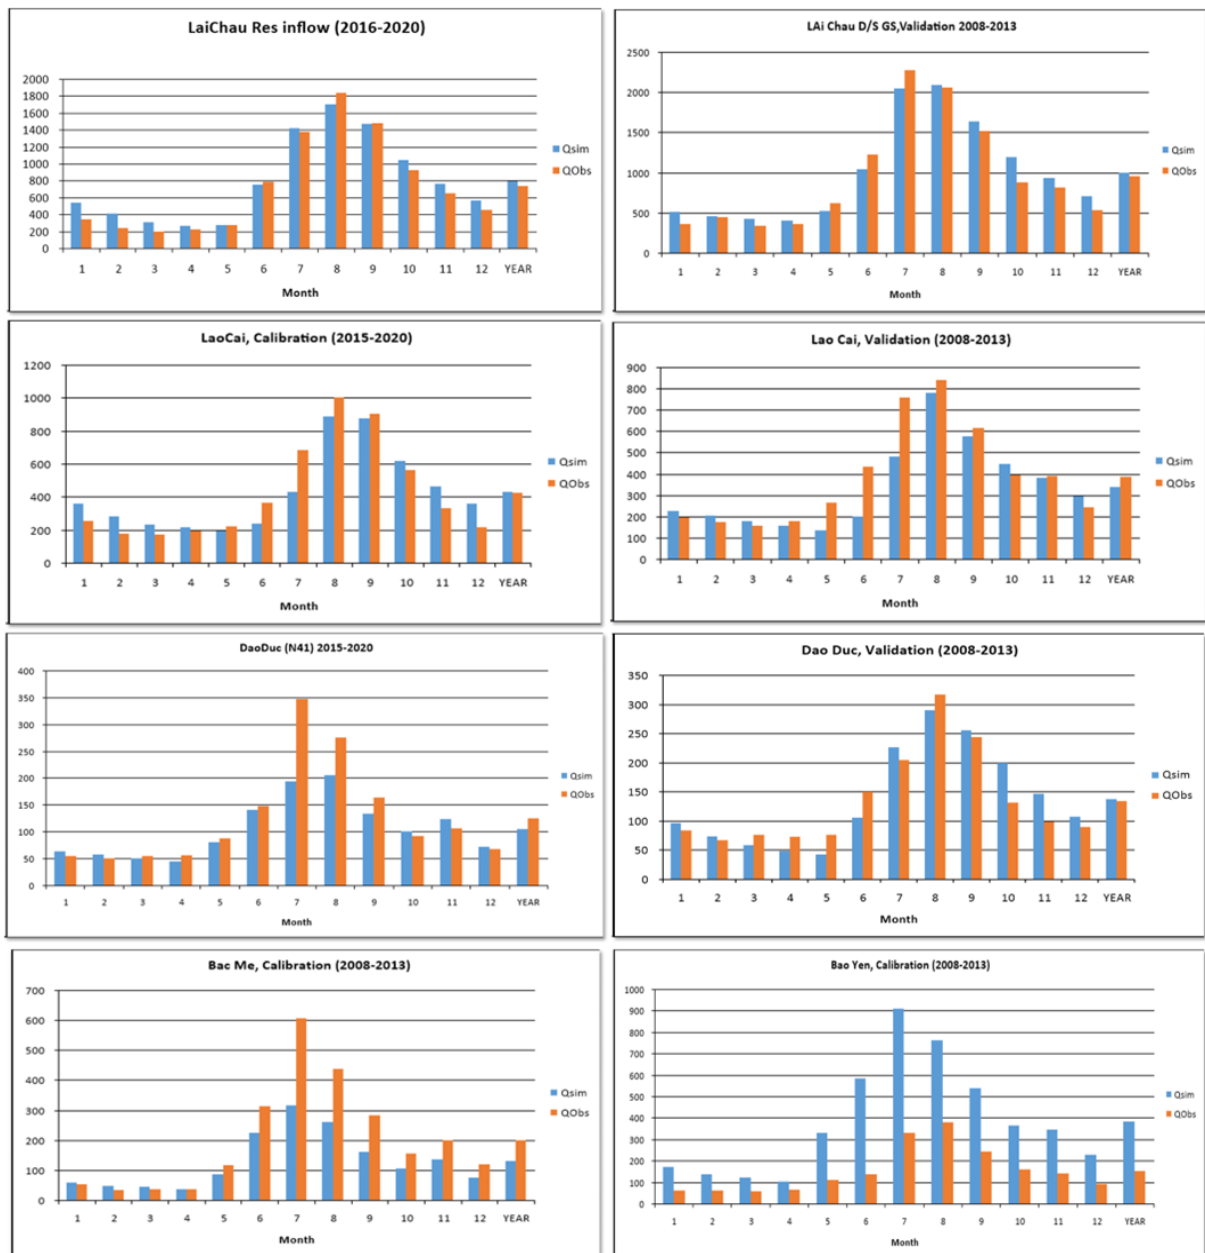 LaiChau Res inflow (2016-2020)
2000
1800
1600
1400
1200
1000
800
600
400
200
0
1 2 3 4 5 6 7 8 9 10 11 12 YEAR
Month
Qsim
QObs
LAi Chau D/S GS,Validation 2008-2013
2500
2000
1500
1000
500
0
1 2 3 4 5 6 7 8 9 10 11 12 YEAR
Month
Qsim
QObs
LaoCai, Calibration (2015-2020)
1200
1000
800
600
400
200
0
1 2 3 4 5 6 7 8 9 10 11 12 YEAR
Month
Qsim
QObs
Lao Cai, Validation (2008-2013)
900
800
700
600
500
400
300
200
100
0
1 2 3 4 5 6 7 8 9 10 11 12 YEAR
Month
Qsim
QObs
DaoDuc (N41) 2015-2020
400
350
300
250
200
150
100
50
0
1 2 3 4 5 6 7 8 9 10 11 12 YEAR
Month
Qsim
QObs
Dao Duc, Validation (2008-2013)
350
300
250
200
150
100
50
0
1 2 3 4 5 6 7 8 9 10 11 12 YEAR
Month
Qsim
QObs
Bac Me, Calibration (2008-2013)
700
600
500
400
300
200
100
0
1 2 3 4 5 6 7 8 9 10 11 12 YEAR
Month
Qsim
QObs
Bao Yen, Calibration (2008-2013)
1000
900
800
700
600
500
400
300
200
100
0
1 2 3 4 5 6 7 8 9 10 11 12 YEAR
Month
Qsim
QObs